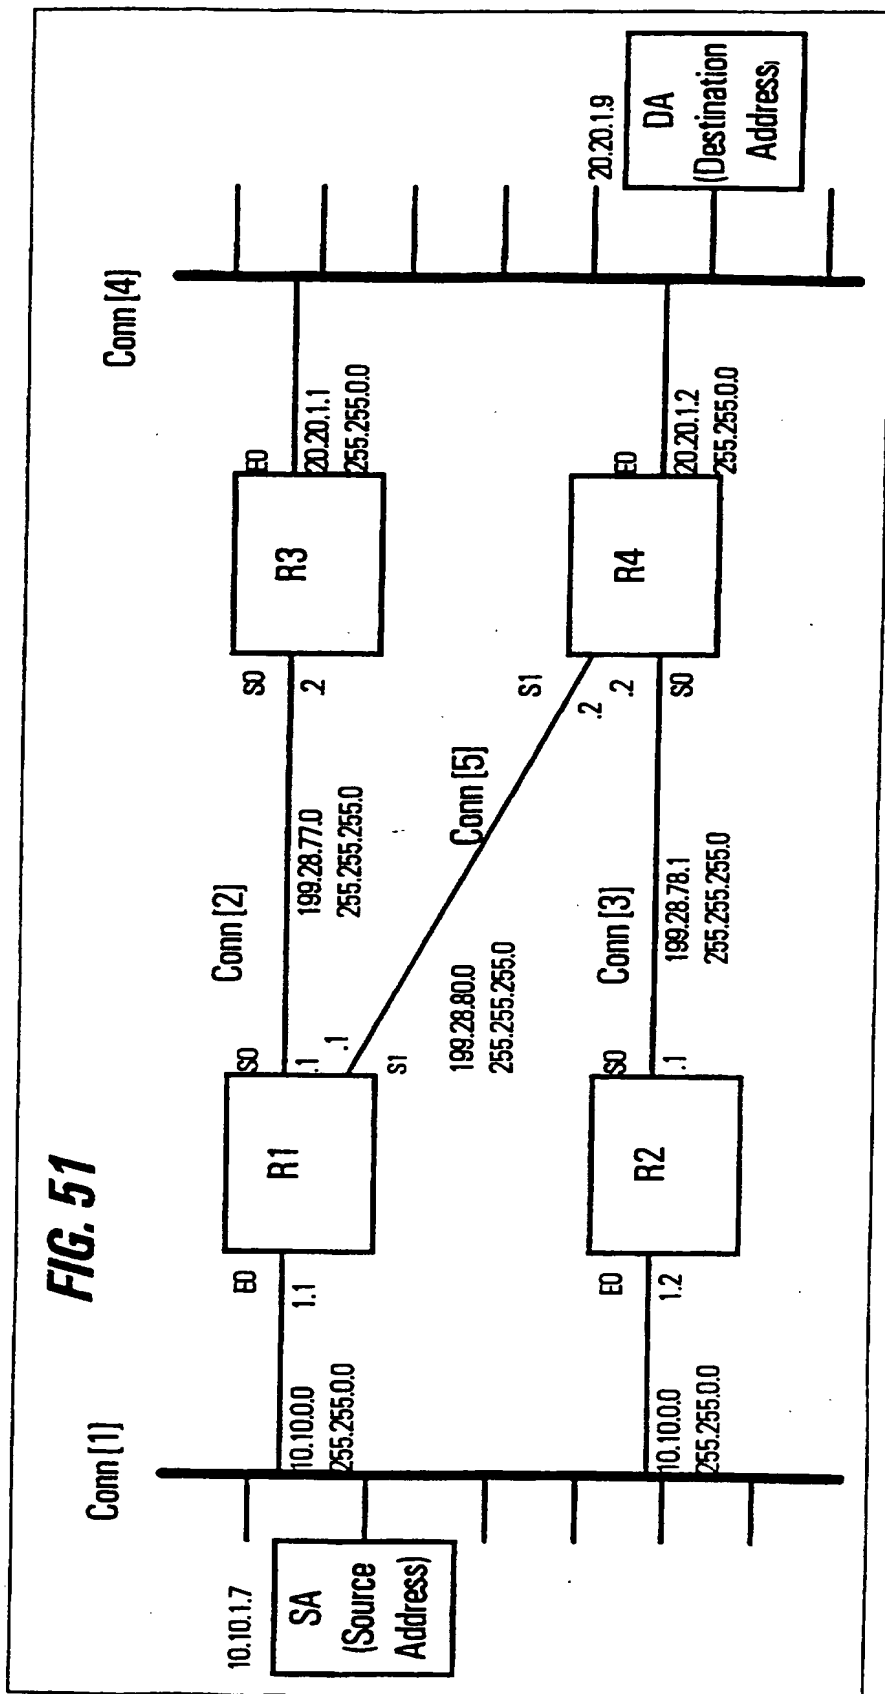 FIG. 51
Conn [1]
10.10.1.7
SA
(Source
Address)
10.10.0.0
255.255.0.0
E0
1.1
R1
S0
.1
.1
S1
Conn [2]
199.28.77.0
255.255.255.0
S0
.2
R3
E0
20.20.1.1
255.255.0.0
Conn [4]
199.28.80.0
255.255.255.0
Conn [5]
S1
.2
10.10.0.0
255.255.0.0
E0
1.2
R2
S0
.1
Conn [3]
199.28.78.1
255.255.255.0
.2
S0
R4
E0
20.20.1.2
255.255.0.0
20.20.1.9
DA
(Destination
Address)